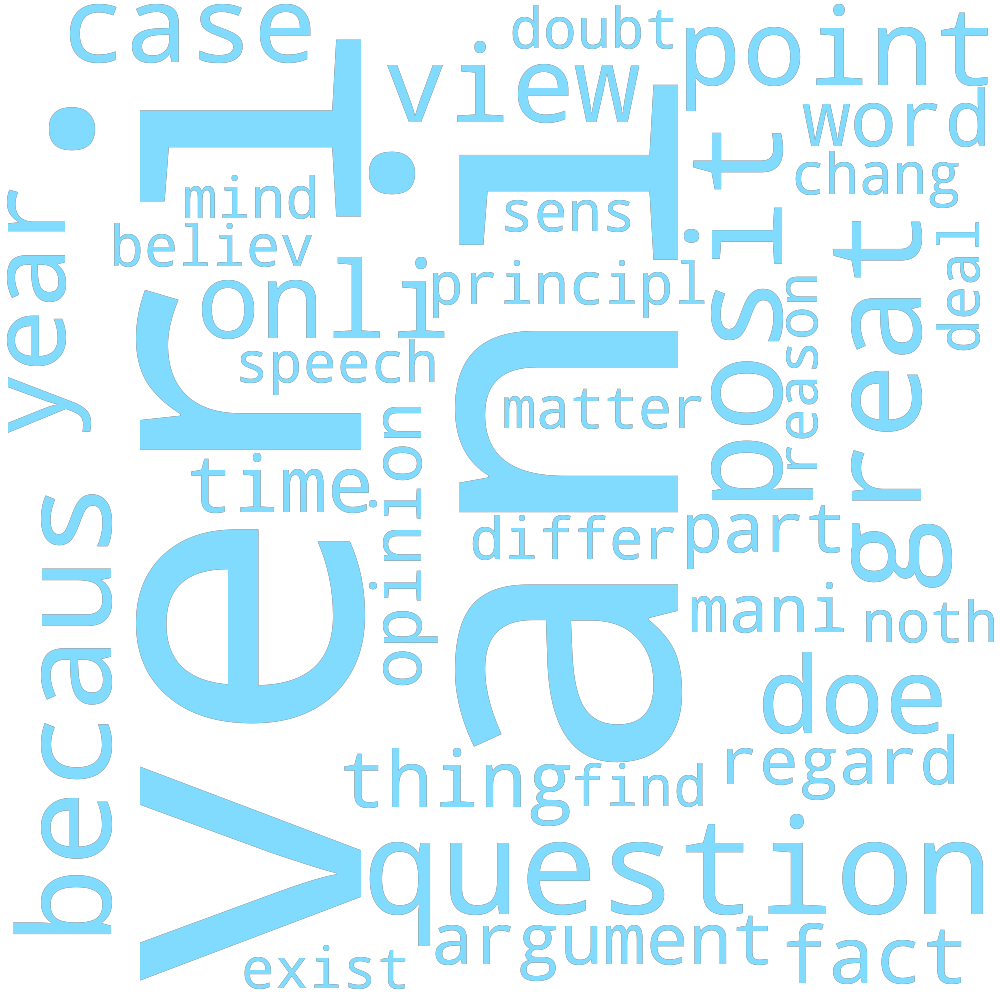 case
doubt
point
view
word
chang
mind
sens
believ
principl
onli
speech
matter
time
differ
part
mani
noth
doe
regard
thing
find
question
argument
fact
exist
year
becaus
veri
opinion
ani
posit
reason
great
deal